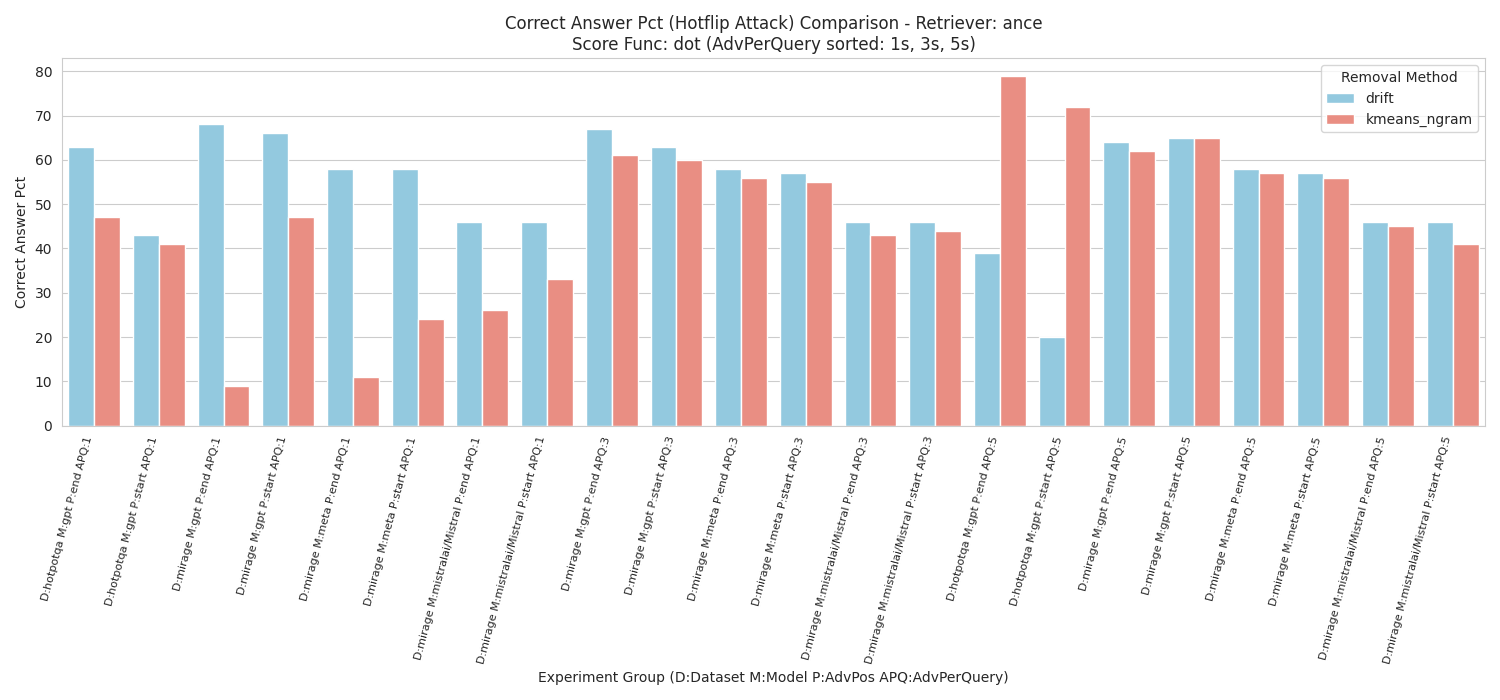 Correct Answer Pct (Hotflip Attack) Comparison - Retriever: ance
Score Func: dot (AdvPerQuery sorted: 1s, 3s, 5s)
Removal Method
drift
kmeans_ngram
Correct Answer Pct
80
70
60
50
40
30
20
10
0
D:hotpotqa M:gpt P:end APQ:1
D:hotpotqa M:gpt P:start APQ:1
D:mirage M:gpt P:end APQ:1
D:mirage M:gpt P:start APQ:1
D:mirage M:meta P:end APQ:1
D:mirage M:meta P:start APQ:1
D:mirage M:mistralai/Mistral P:end APQ:1
D:mirage M:mistralai/Mistral P:start APQ:1
D:mirage M:gpt P:end APQ:3
D:mirage M:gpt P:start APQ:3
D:mirage M:meta P:end APQ:3
D:mirage M:meta P:start APQ:3
D:mirage M:mistralai/Mistral P:end APQ:3
D:mirage M:mistralai/Mistral P:start APQ:3
D:hotpotqa M:gpt P:end APQ:5
D:hotpotqa M:gpt P:start APQ:5
D:mirage M:gpt P:end APQ:5
D:mirage M:gpt P:start APQ:5
D:mirage M:meta P:end APQ:5
D:mirage M:meta P:start APQ:5
D:mirage M:mistralai/Mistral P:end APQ:5
D:mirage M:mistralai/Mistral P:start APQ:5
Experiment Group (D:Dataset M:Model P:AdvPos APQ:AdvPerQuery)